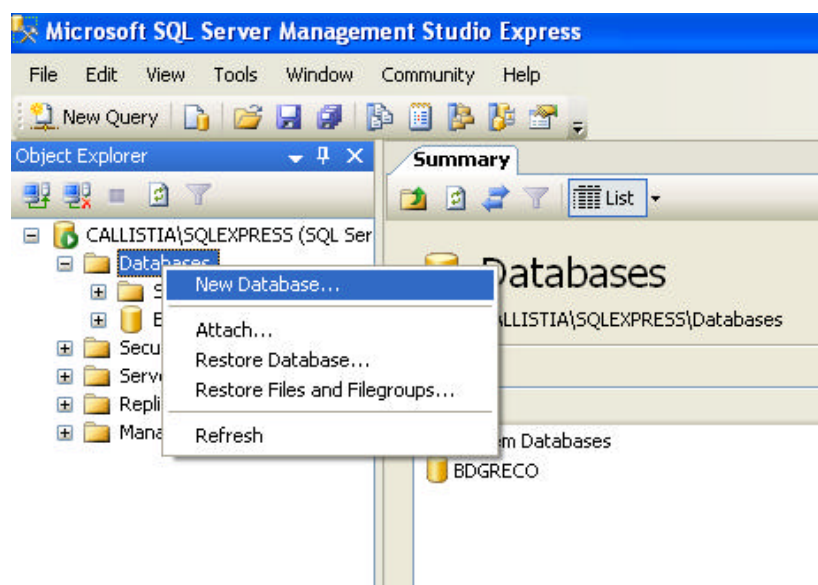 Microsoft SQL Server Management Studio Express
File Edit View Tools Window Community Help
New Query
Object Explorer
Summary
List
CALLISTIA\SQLEXPRESS (SQL Ser
Databases
New Database...
Attach...
Restore Database...
Restore Files and Filegroups...
Refresh
Databases
\SQLEXPRESS\Databases
Databases
BDGRECO